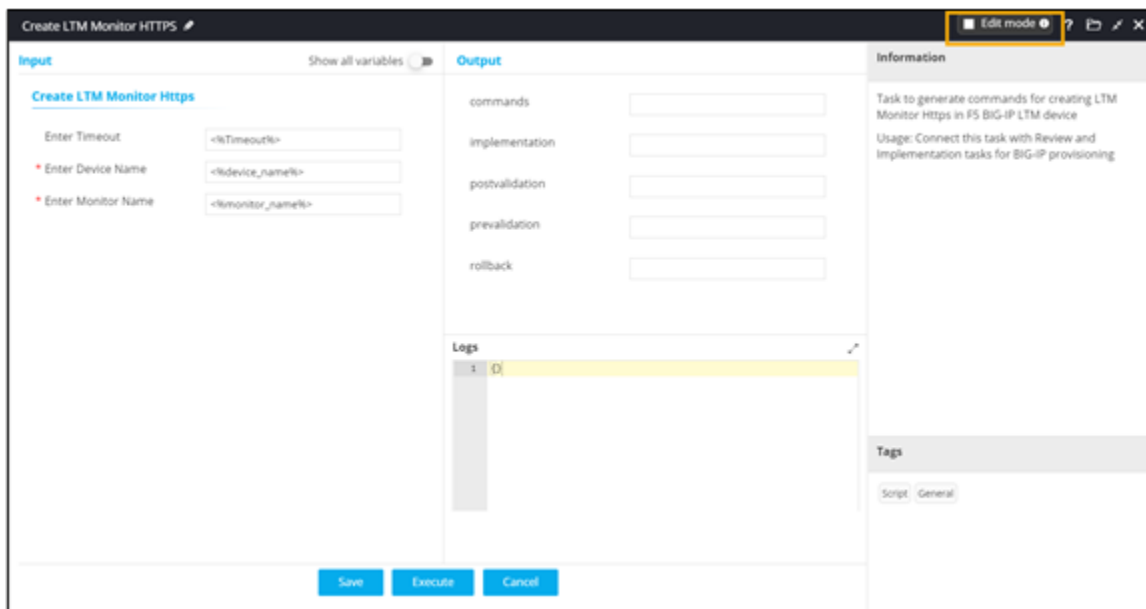 Create LTM Monitor HTTPS
Edit mode
?
Input
Show all variables
Create LTM Monitor Https
Enter Timeout
<%Timeout%>
* Enter Device Name
<%device_name%>
* Enter Monitor Name
<%monitor_name%>
Output
commands
implementation
postvalidation
prevalidation
rollback
Logs
1 {}
Information
Task to generate commands for creating LTM
Monitor Https in F5 BIG-IP LTM device
Usage: Connect this task with Review and
Implementation tasks for BIG-IP provisioning
Tags
Script General
Save Execute Cancel